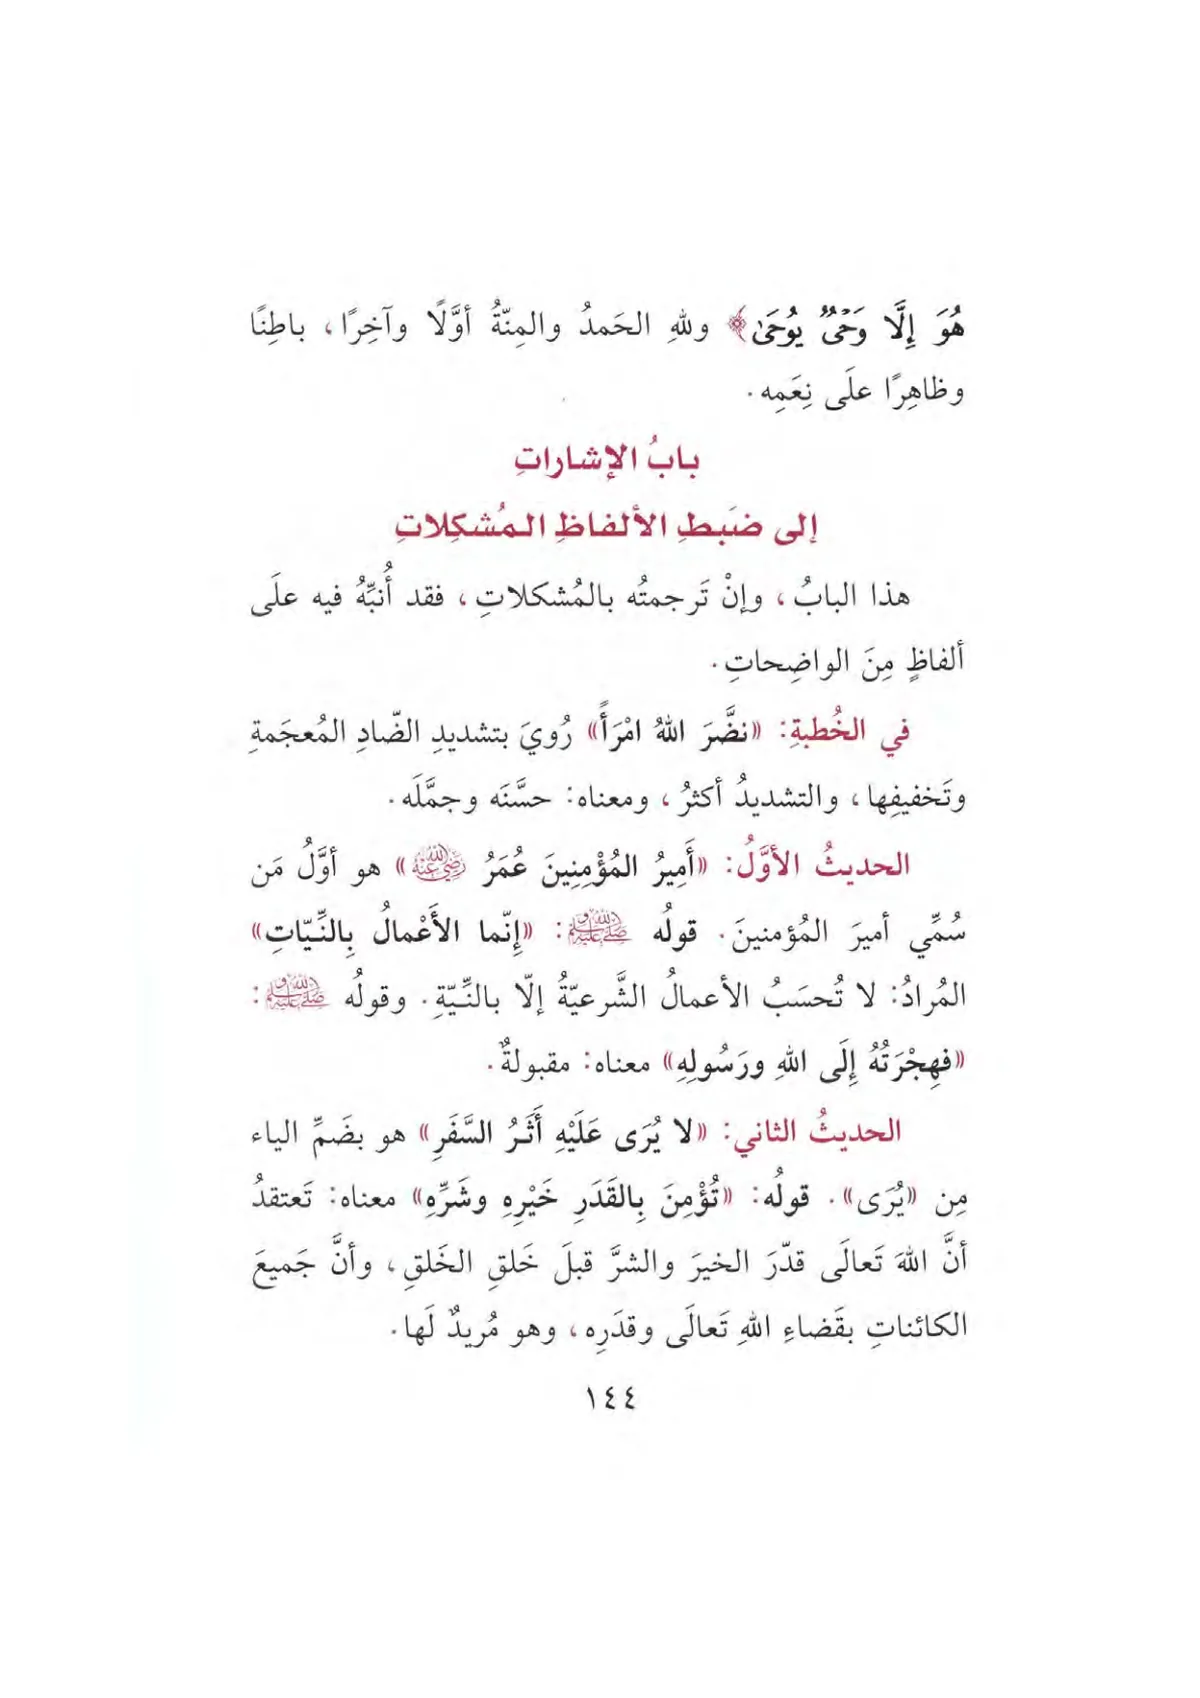 هُوَ إِلَّا وَحْىٌ يُوحَىٰ﴾ وللهِ الحَمدُ والمِنّةُ أوَّلًا وآخِرًا، باطِنًا
وظاهِرًا علَى نِعَمِه.
بابُ الإشاراتِ
إلى ضَبطِ الألفاظِ المُشكِلاتِ
هذا البابُ، وإنْ تَرجمتُه بالمُشكلاتِ، فقد أُنبِّهُ فيه علَى
ألفاظٍ مِنَ الواضِحاتِ.
في الخُطبةِ: «نضَّرَ اللهُ امْرَأً» رُويَ بتشديدِ الضّادِ المُعجَمةِ
وتَخفيفِها، والتشديدُ أكثرُ، ومعناه: حسَّنَه وجمَّلَه.
الحديثُ الأوَّلُ: «أَمِيرُ المُؤْمِنِينَ عُمَرُ رضي الله عنه» هو أوَّلُ مَن
سُمِّي أميرَ المُؤمنينَ. قولُه ﷺ: «إِنّما الأَعْمالُ بِالنِّيّاتِ»
المُرادُ: لا تُحسَبُ الأعمالُ الشَّرعيّةُ إلّا بالنِّيّةِ. وقولُه ﷺ:
«فهِجْرَتُهُ إِلَى اللهِ ورَسُولِهِ» معناه: مقبولةٌ.
الحديثُ الثاني: «لا يُرَى عَلَيْهِ أَثَرُ السَّفَرِ» هو بضَمِّ الياء
مِن «يُرَى». قولُه: «تُؤْمِنَ بِالقَدَرِ خَيْرِهِ وشَرِّهِ» معناه: تَعتقدُ
أنَّ اللهَ تَعالَى قدّرَ الخيرَ والشرَّ قبلَ خَلقِ الخَلقِ، وأنَّ جَميعَ
الكائناتِ بقَضاءِ اللهِ تَعالَى وقدَرِه، وهو مُريدٌ لَها.
١٤٤